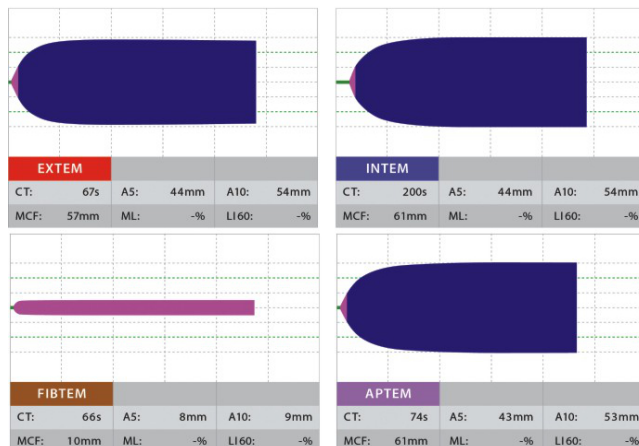 EXTEM
CT: 67s A5: 44mm A10: 54mm
MCF: 57mm ML: -% LI60: -%
INTEM
CT: 200s A5: 44mm A10: 54mm
MCF: 61mm ML: -% LI60: -%
FIBTEM
CT: 66s A5: 8mm A10: 9mm
MCF: 10mm ML: -% LI60: -%
APTEM
CT: 74s A5: 43mm A10: 53mm
MCF: 61mm ML: -% LI60: -%